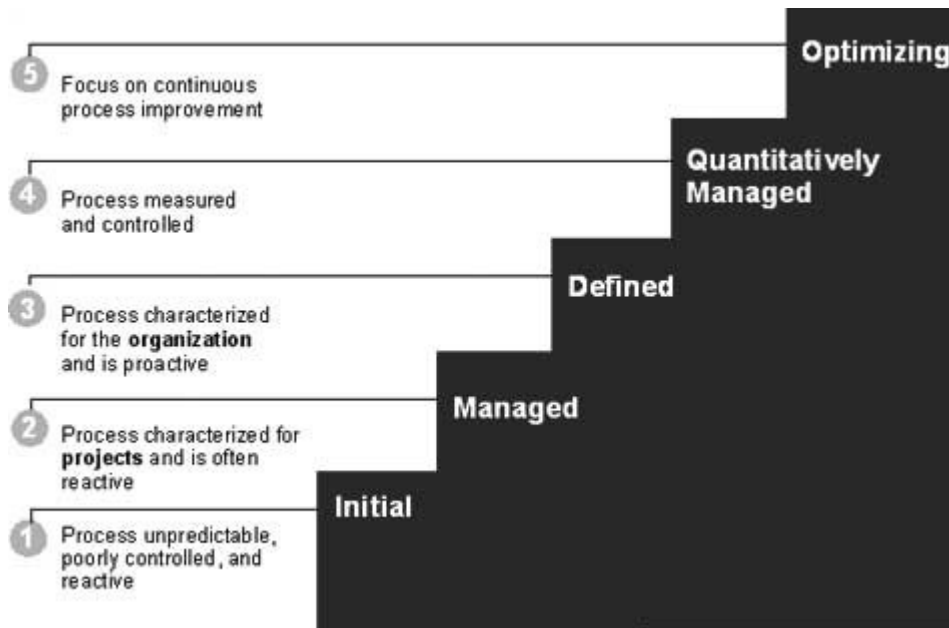 5
Optimizing
Focus on continuous
process improvement
4
Quantitatively
Managed
Process measured
and controlled
3
Defined
Process characterized
for the organization
and is proactive
2
Managed
Process characterized for
projects and is often
reactive
1
Initial
Process unpredictable,
poorly controlled, and
reactive